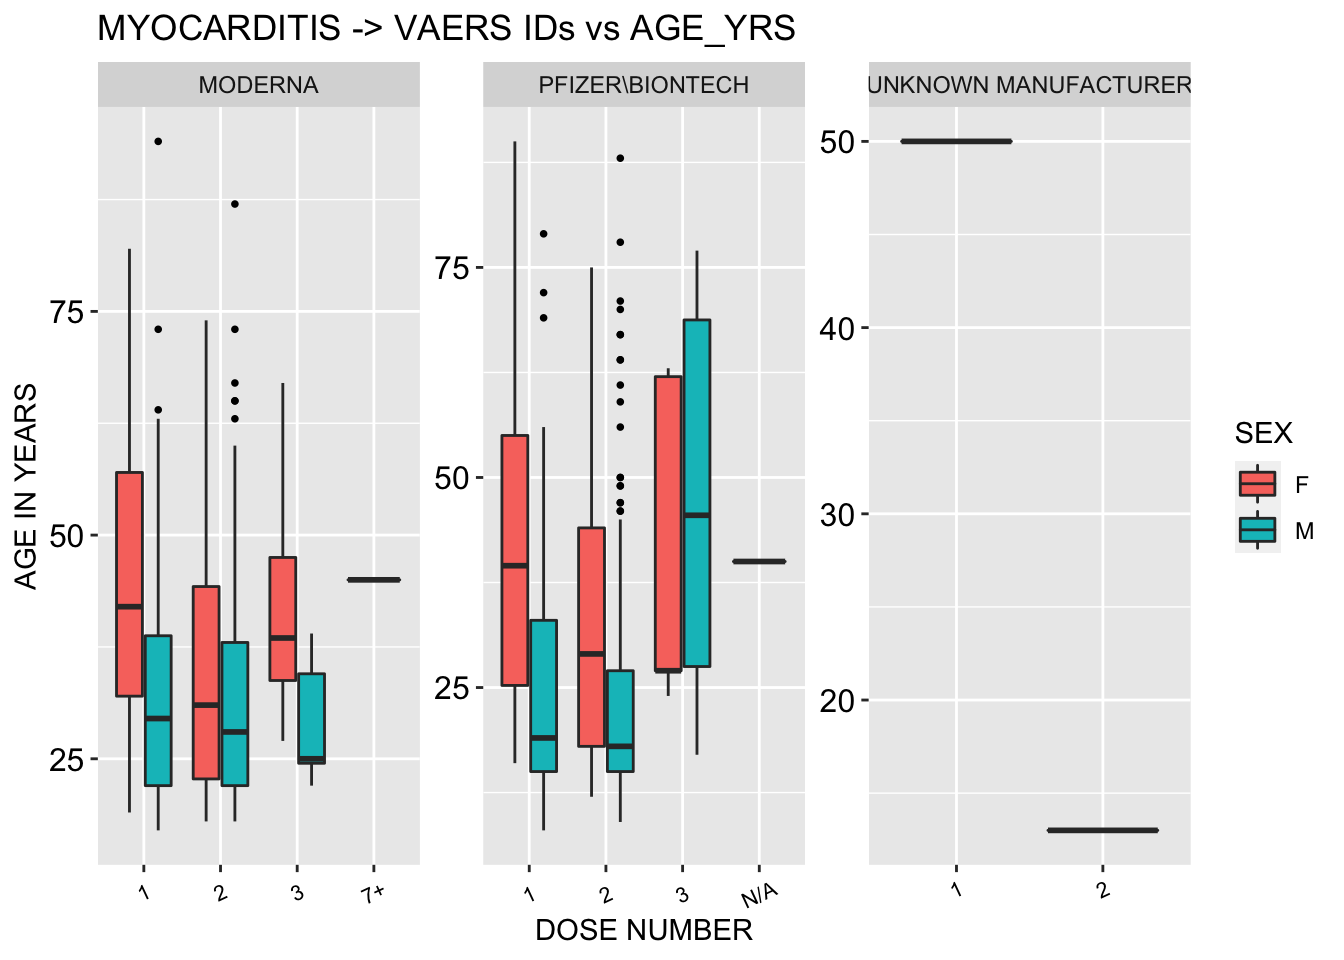 MYOCARDITIS -> VAERS IDs vs AGE_YRS
MODERNA
PFIZER\BIONTECH
UNKNOWN MANUFACTURER
AGE IN YEARS
75
50
25
75
50
25
50
40
30
20
1 2 3 7+
1 2 3 N/A
1 2
DOSE NUMBER
SEX
F
M